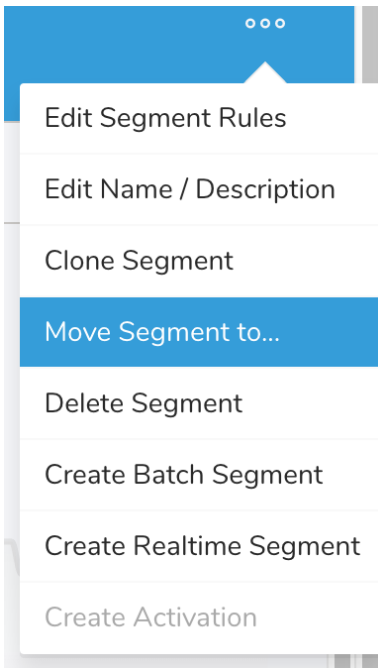 Edit Segment Rules
Edit Name / Description
Clone Segment
Move Segment to...
Delete Segment
Create Batch Segment
Create Realtime Segment
Create Activation